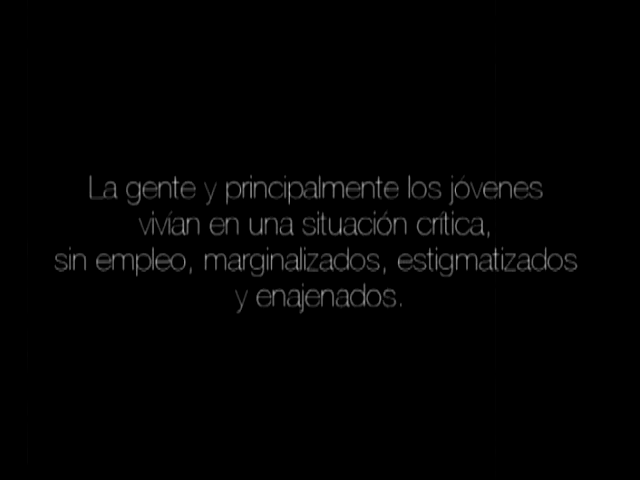 La gente y principalmente los jóvenes
vivían en una situación crítica,
sin empleo, marginalizados, estigmatizados
y enajenados.